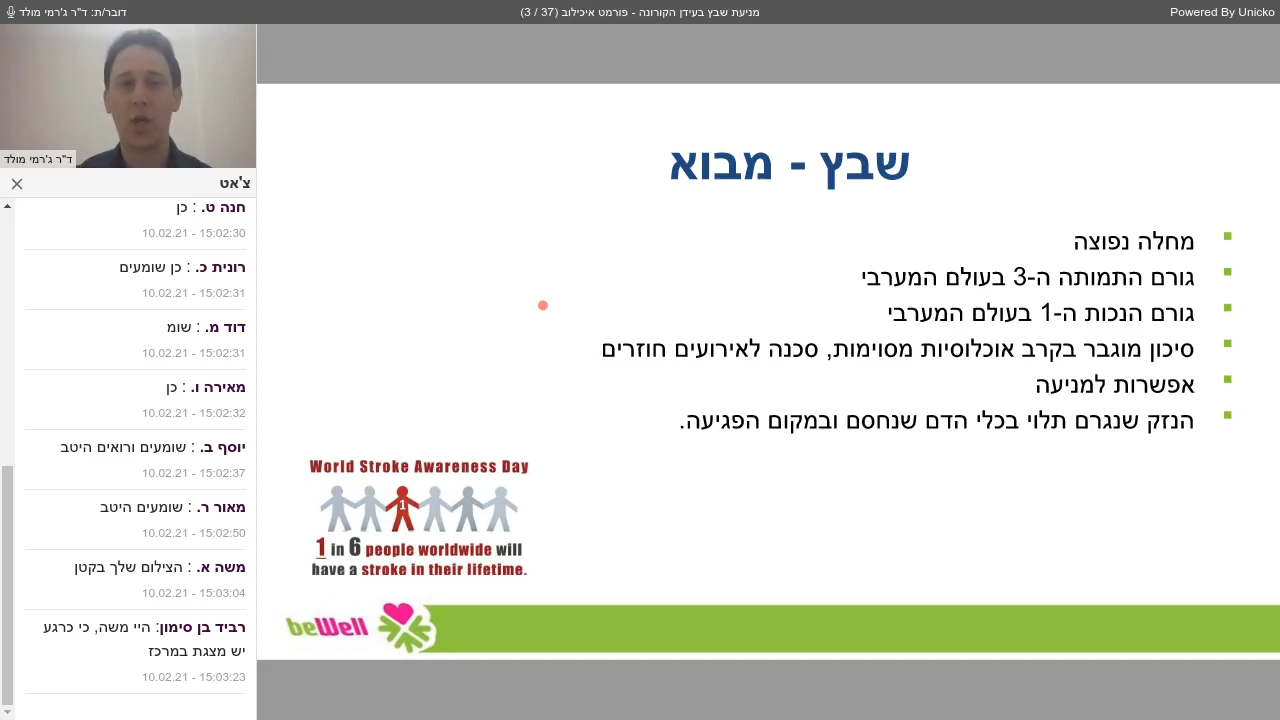 דובר/ת: ד"ר ג'רמי מולד
מניעת שבץ בעידן הקורונה - פורמט איכילוב (37 / 3)
Powered By Unicko
ד"ר ג'רמי מולד
צ'אט
חנה ט. : כן
10.02.21 - 15:02:30
רונית כ. : כן שומעים
10.02.21 - 15:02:31
דוד מ. : שומ
10.02.21 - 15:02:31
מאירה ו. : כן
10.02.21 - 15:02:32
יוסף ב. : שומעים ורואים היטב
10.02.21 - 15:02:37
מאור ר. : שומעים היטב
10.02.21 - 15:02:50
משה א. : הצילום שלך בקטן
10.02.21 - 15:03:04
רביד בן סימון: היי משה, כי כרגע
יש מצגת במרכז
10.02.21 - 15:03:23
שבץ - מבוא
מחלה נפוצה
גורם התמותה ה-3 בעולם המערבי
גורם הנכות ה-1 בעולם המערבי
סיכון מוגבר בקרב אוכלוסיות מסוימות, סכנה לאירועים חוזרים
אפשרות למניעה
הנזק שנגרם תלוי בכלי הדם שנחסם ובמקום הפגיעה.
World Stroke Awareness Day
1
1 in 6 people worldwide will
have a stroke in their lifetime.
beWell